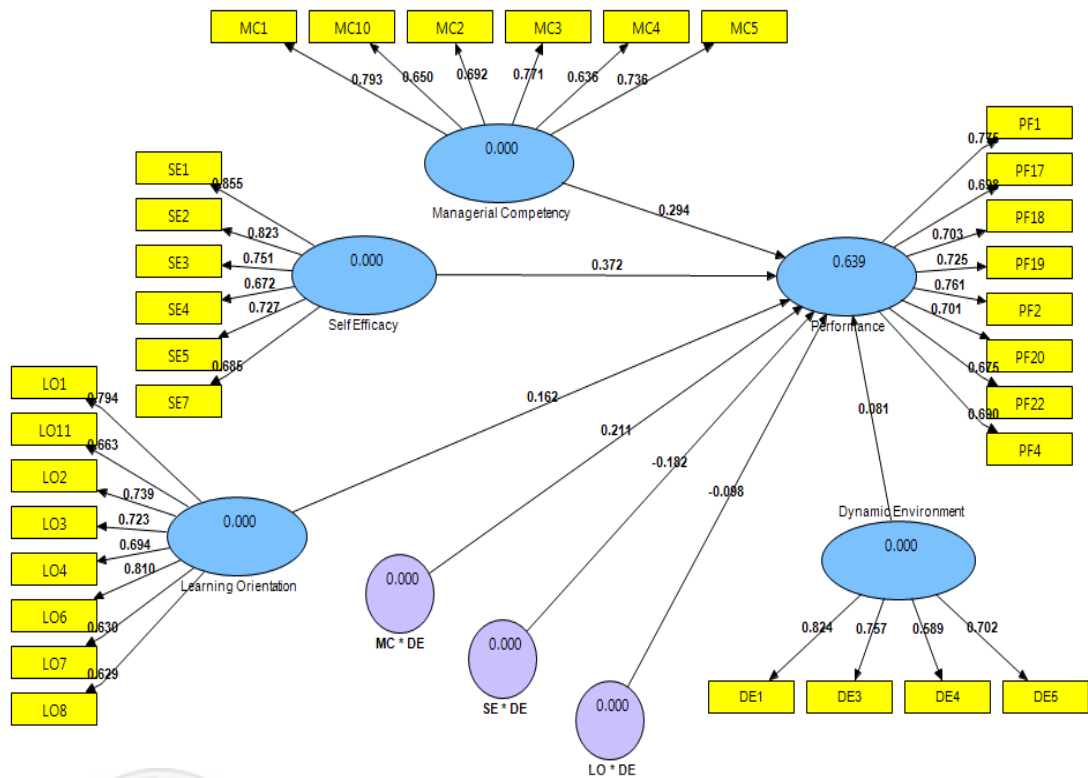 MC1
MC10
MC2
MC3
MC4
MC5
0.793
0.650
0.692
0.771
0.636
0.736
0.000
Managerial Competency
0.294
SE1
SE2
SE3
SE4
SE5
SE7
0.855
0.823
0.751
0.672
0.727
0.685
0.000
Self Efficacy
0.372
PF1
PF17
PF18
PF19
PF2
PF20
PF22
PF4
0.775
0.698
0.703
0.725
0.761
0.701
0.675
0.690
0.639
Performance
LO1
LO11
LO2
LO3
LO4
LO6
LO7
LO8
0.794
0.663
0.739
0.723
0.694
0.810
0.630
0.629
0.000
Learning Orientation
0.162
0.211
-0.182
-0.098
0.081
0.000
MC * DE
0.000
SE * DE
0.000
LO * DE
Dynamic Environment
0.000
0.824
0.757
0.702
DE1
DE3
DE4
DE5